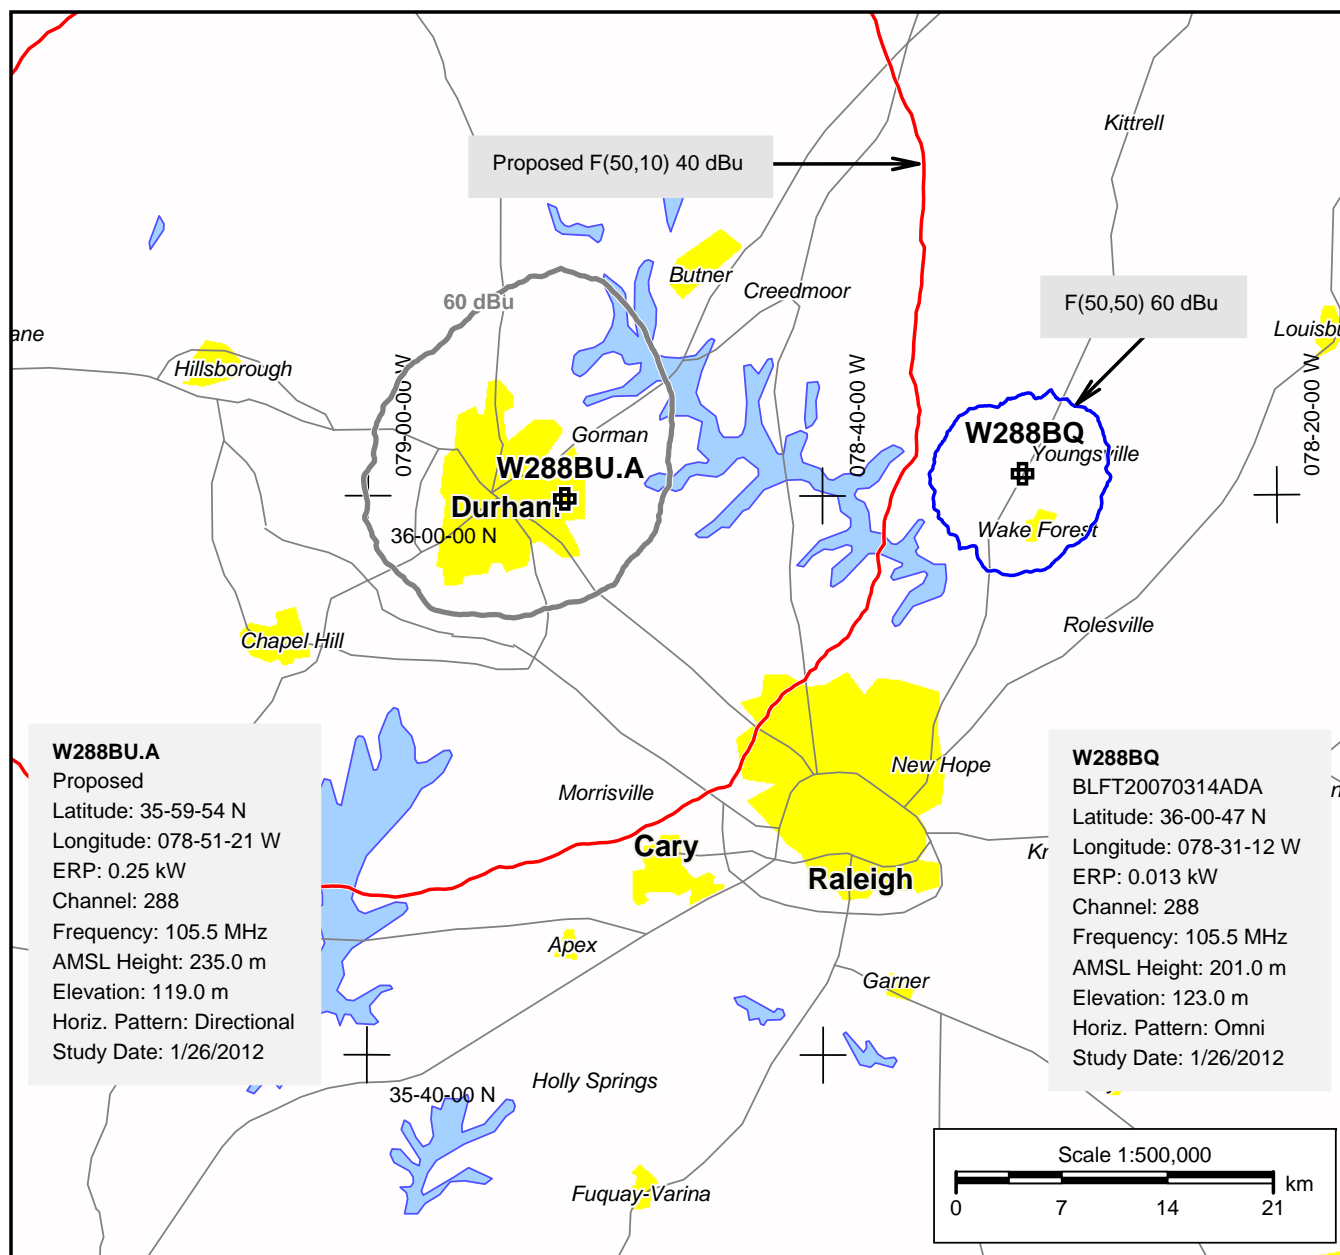 Kittrell
Proposed F(50,10) 40 dBu
Butner
Creedmoor
60 dBu
F(50,50) 60 dBu
Louisbu
ane
Hillsborough
079-00-00 W
078-40-00 W
078-20-00 W
Gorman
W288BQ
Youngsville
W288BU.A
Durham
36-00-00 N
Wake Forest
Chapel Hill
Rolesville
W288BU.A
Proposed
Latitude: 35-59-54 N
Longitude: 078-51-21 W
ERP: 0.25 kW
Channel: 288
Frequency: 105.5 MHz
AMSL Height: 235.0 m
Elevation: 119.0 m
Horiz. Pattern: Directional
Study Date: 1/26/2012
New Hope
Morrisville
Cary
Raleigh
Kr
n
W288BQ
BLFT20070314ADA
Latitude: 36-00-47 N
Longitude: 078-31-12 W
ERP: 0.013 kW
Channel: 288
Frequency: 105.5 MHz
AMSL Height: 201.0 m
Elevation: 123.0 m
Horiz. Pattern: Omni
Study Date: 1/26/2012
Apex
Garner
Holly Springs
35-40-00 N
Fuquay-Varina
Scale 1:500,000
km
0 7 14 21